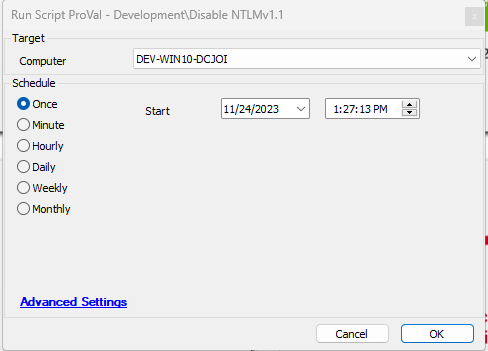 Run Script ProVal - Development\Disable NTLMv1.1
Target
Computer
DEV-WIN10-DCJOI
Schedule
Once
Start
11/24/2023
1:27:13 PM
Minute
Hourly
Daily
Weekly
Monthly
Advanced Settings
Cancel
OK